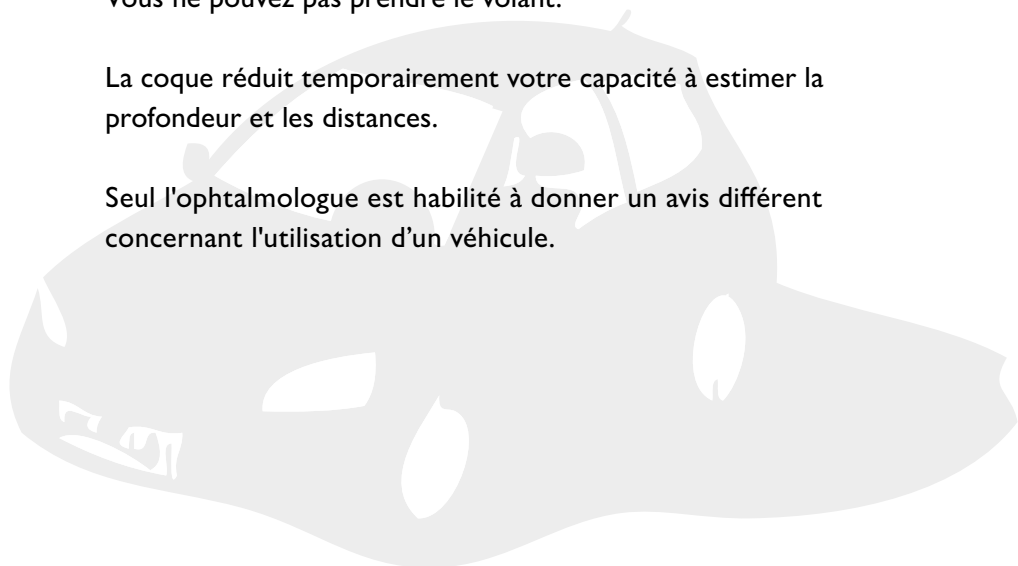 Vous ne pouvez pas prendre le volant.
La coque réduit temporairement votre capacité à estimer la
profondeur et les distances.
Seul l'ophtalmologue est habilité à donner un avis différent
concernant l'utilisation d’un véhicule.